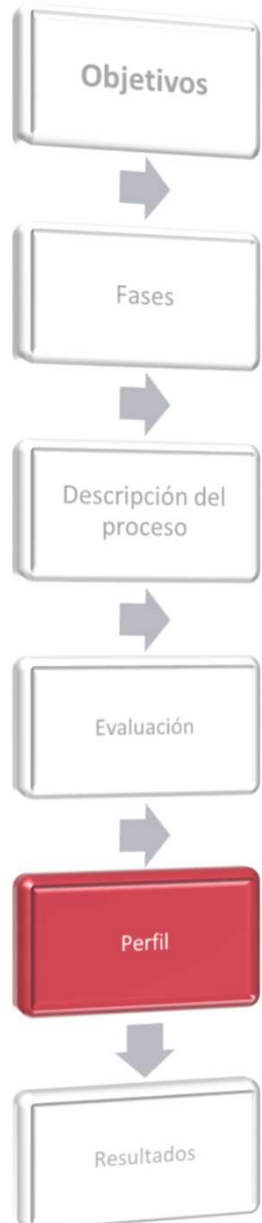 Objetivos
Fases
Descripción del
proceso
Evaluación
Perfil
Resultados